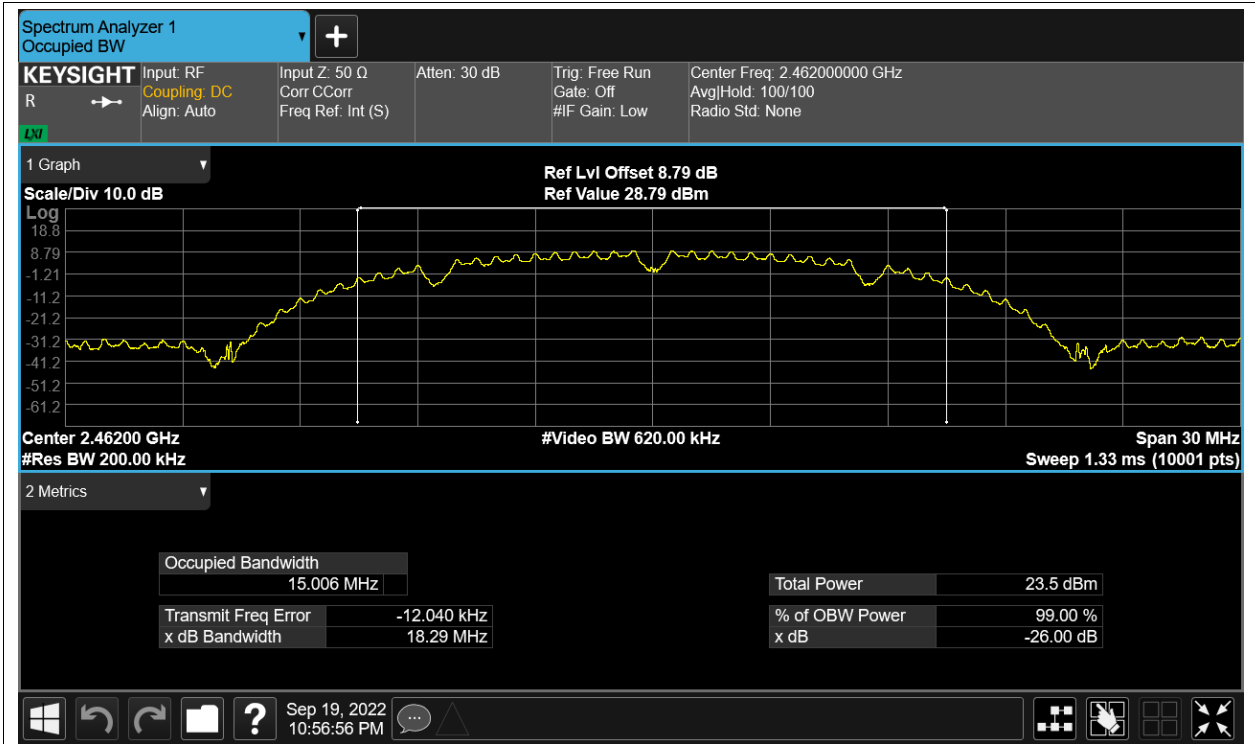 Spectrum Analyzer 1
Occupied BW
KEYSIGHT
R
LXI
Input: RF
Coupling: DC
Align: Auto
Input Z: 50 Ω
Corr CCorr
Freq Ref: Int (S)
Atten: 30 dB
Trig: Free Run
Gate: Off
#IF Gain: Low
Center Freq: 2.462000000 GHz
Avg|Hold: 100/100
Radio Std: None
1 Graph
Scale/Div 10.0 dB
Ref Lvl Offset 8.79 dB
Ref Value 28.79 dBm
Log
18.8
8.79
-1.21
-11.2
-21.2
-31.2
-41.2
-51.2
-61.2
Center 2.46200 GHz
#Video BW 620.00 kHz
Span 30 MHz
#Res BW 200.00 kHz
Sweep 1.33 ms (10001 pts)
2 Metrics
Occupied Bandwidth
15.006 MHz
Total Power 23.5 dBm
Transmit Freq Error -12.040 kHz
% of OBW Power 99.00 %
x dB Bandwidth 18.29 MHz
x dB -26.00 dB
Sep 19, 2022
10:56:56 PM